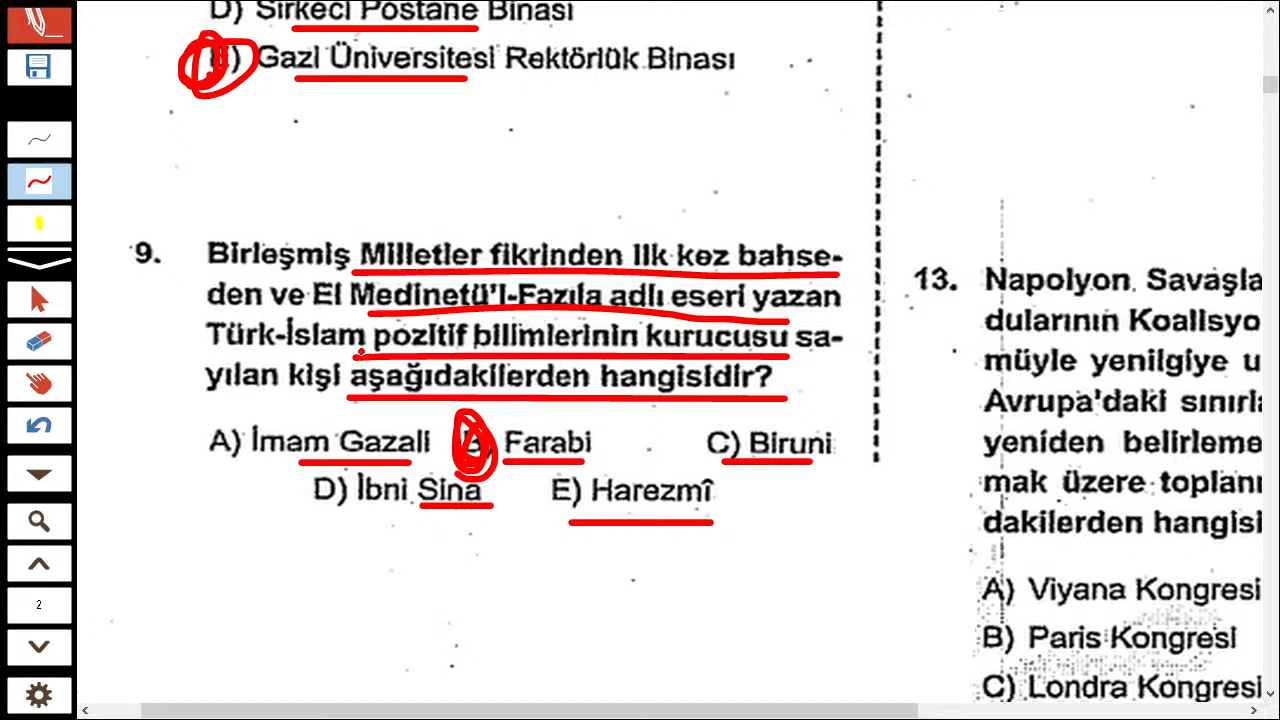 D) Sirkeci Postane Binası
E) Gazi Üniversitesi Rektörlük Binası
9. Birleşmiş Milletler fikrinden ilk kez bahse-
den ve El Medinetü'l-Fazıla adlı eseri yazan
Türk-İslam pozitif bilimlerinin kurucusu sa-
yılan kişi aşağıdakilerden hangisidir?
A) İmam Gazali B) Farabi C) Biruni
D) İbni Sina E) Harezmî
13. Napolyon Savaşla
dularının Koalisyo
müyle yenilgiye u
Avrupa'daki sınırla
yeniden belirleme
mak üzere toplanı
dakilerden hangisi
A) Viyana Kongresi
B) Paris Kongresi
C) Londra Kongresi
2